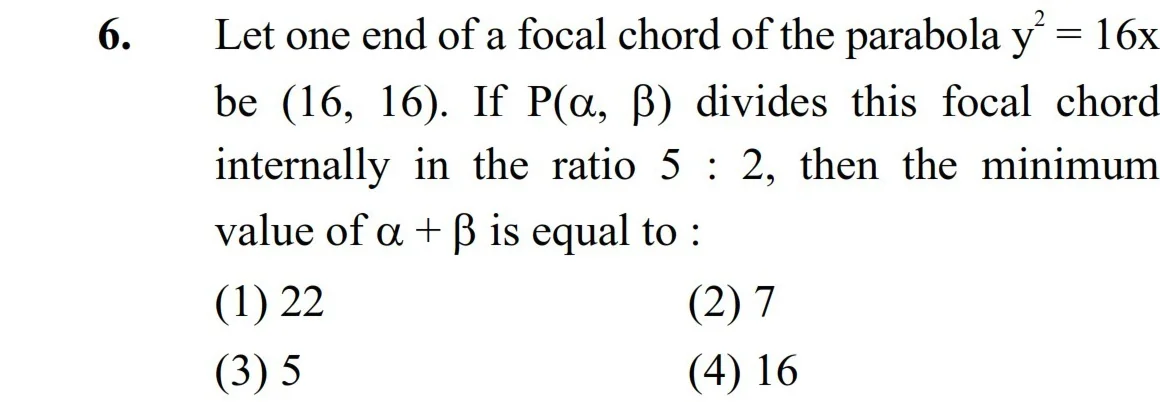 6. Let one end of a focal chord of the parabola y² = 16x
be (16, 16). If P(α, β) divides this focal chord
internally in the ratio 5 : 2, then the minimum
value of α + β is equal to :
(1) 22 (2) 7
(3) 5 (4) 16